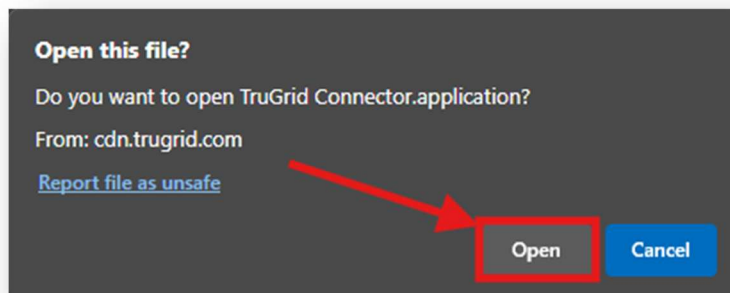 Open this file?
Do you want to open TruGrid Connector.application?
From: cdn.trugrid.com
Report file as unsafe
Open
Cancel